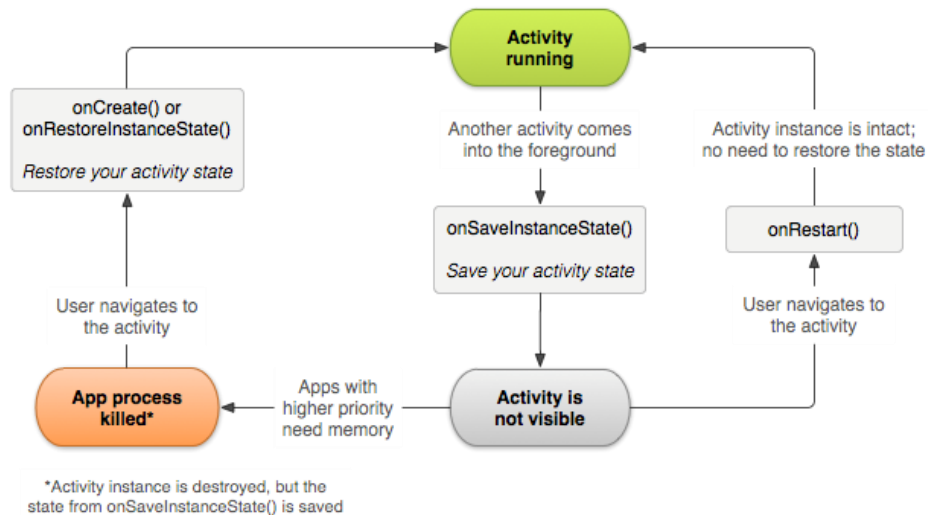 Activity
running
onCreate() or
onRestoreInstanceState()
Restore your activity state
Another activity comes
into the foreground
Activity instance is intact;
no need to restore the state
onSaveInstanceState()
Save your activity state
onRestart()
User navigates to
the activity
User navigates to
the activity
App process
killed*
Apps with
higher priority
need memory
Activity is
not visible
*Activity instance is destroyed, but the
state from onSaveInstanceState() is saved